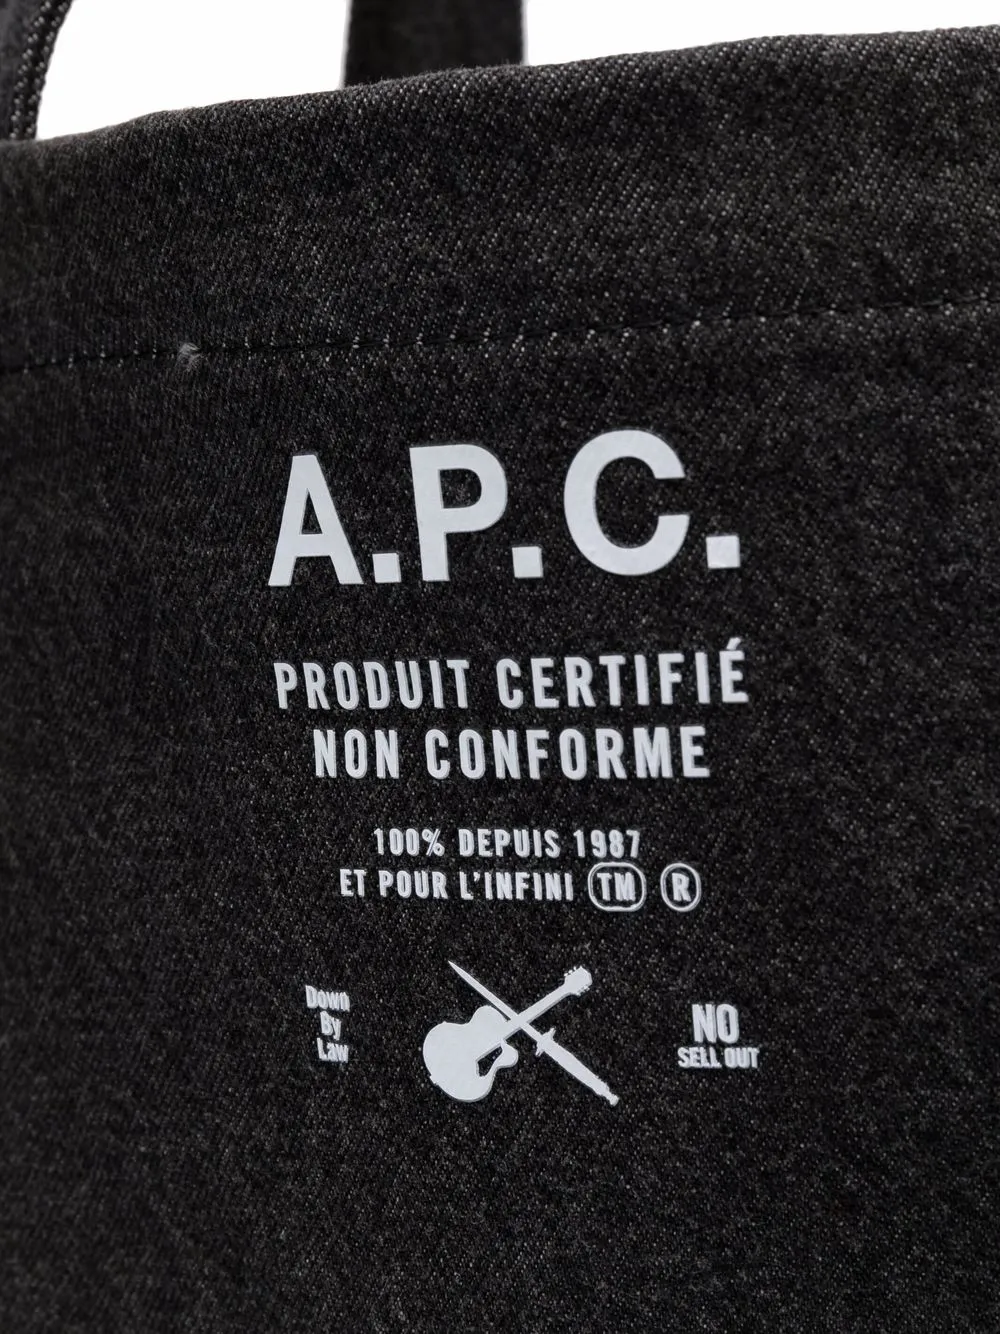 A.P.C.
PRODUIT CERTIFIÉ
NON CONFORME
100% DEPUIS 1987
ET POUR L'INFINI TM R
Down
By
Law
NO
SELL OUT